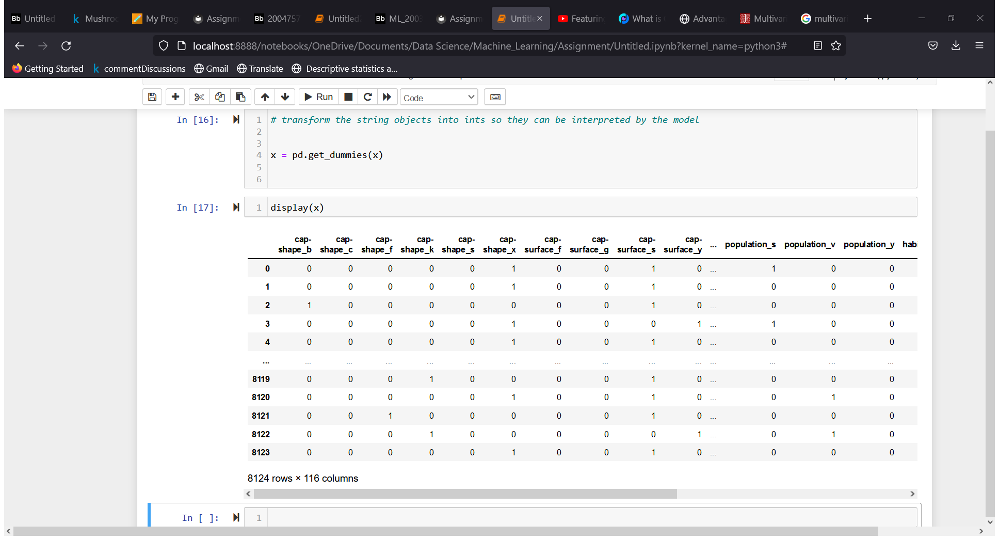 Bb Untitled
k Mushro
My Prog
Assignm
Bb 2004757
Untitled
Bb ML_200
Assignm
Untitle ×
Featurin
What is
Advanta
Multivar
G multivari
localhost:8888/notebooks/OneDrive/Documents/Data Science/Machine_Learning/Assignment/Untitled.ipynb?kernel_name=python3#
Getting Started k commentDiscussions Gmail Translate Descriptive statistics a...
Run Code
In [16]:
1 # transform the string objects into ints so they can be interpreted by the model
2
3
4 x = pd.get_dummies(x)
5
6
In [17]: 1 display(x)
cap- cap- cap- cap- cap- cap- cap- cap- cap- cap-
shape_b shape_c shape_f shape_k shape_s shape_x surface_f surface_g surface_s surface_y ... population_s population_v population_y hab
0 0 0 0 0 0 1 0 0 1 0 ... 1 0 0
1 0 0 0 0 0 1 0 0 1 0 ... 0 0 0
2 1 0 0 0 0 0 0 0 1 0 ... 0 0 0
3 0 0 0 0 0 1 0 0 0 1 ... 1 0 0
4 0 0 0 0 0 1 0 0 1 0 ... 0 0 0
... ... ... ... ... ... ... ... ... ... ... ... ... ... ...
8119 0 0 0 1 0 0 0 0 1 0 ... 0 0 0
8120 0 0 0 0 0 1 0 0 1 0 ... 0 1 0
8121 0 0 1 0 0 0 0 0 1 0 ... 0 0 0
8122 0 0 0 1 0 0 0 0 0 1 ... 0 1 0
8123 0 0 0 0 0 1 0 0 1 0 ... 0 0 0
8124 rows × 116 columns
In [ ]: 1